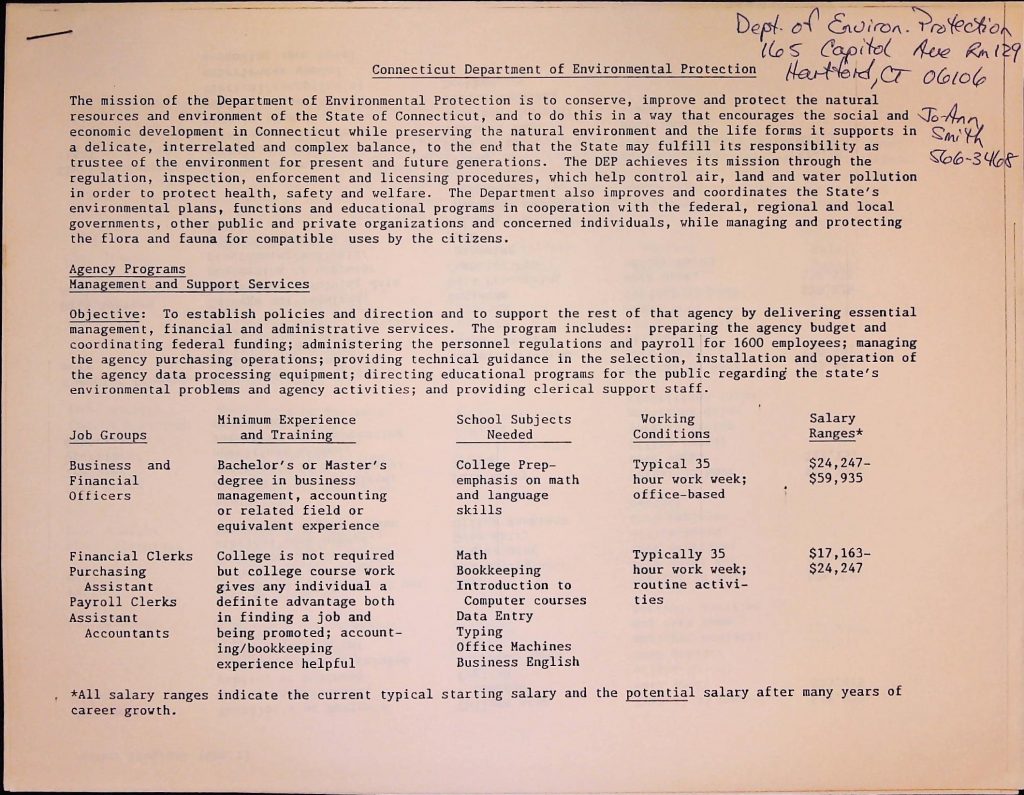 Dept. of Environ. Protection
165 Capitol Ave Rm 129
Hartford, CT 06106
Jo-Ann
Smith
566-3468
Connecticut Department of Environmental Protection
The mission of the Department of Environmental Protection is to conserve, improve and protect the natural
resources and environment of the State of Connecticut, and to do this in a way that encourages the social and
economic development in Connecticut while preserving the natural environment and the life forms it supports in
a delicate, interrelated and complex balance, to the end that the State may fulfill its responsibility as
trustee of the environment for present and future generations. The DEP achieves its mission through the
regulation, inspection, enforcement and licensing procedures, which help control air, land and water pollution
in order to protect health, safety and welfare. The Department also improves and coordinates the State's
environmental plans, functions and educational programs in cooperation with the federal, regional and local
governments, other public and private organizations and concerned individuals, while managing and protecting
the flora and fauna for compatible uses by the citizens.
Agency Programs
Management and Support Services
Objective: To establish policies and direction and to support the rest of that agency by delivering essential
management, financial and administrative services. The program includes: preparing the agency budget and
coordinating federal funding; administering the personnel regulations and payroll for 1600 employees; managing
the agency purchasing operations; providing technical guidance in the selection, installation and operation of
the agency data processing equipment; directing educational programs for the public regarding the state's
environmental problems and agency activities; and providing clerical support staff.
Minimum Experience School Subjects Working Salary
Job Groups and Training Needed Conditions Ranges*
Business and Bachelor's or Master's College Prep- Typical 35 $24,247-
Financial degree in business emphasis on math hour work week; $59,935
Officers management, accounting and language office-based
or related field or skills
equivalent experience
Financial Clerks College is not required Math Typically 35 $17,163-
Purchasing but college course work Bookkeeping hour work week; $24,247
Assistant gives any individual a Introduction to routine activi-
Payroll Clerks definite advantage both Computer courses ties
Assistant in finding a job and Data Entry
Accountants being promoted; account- Typing
ing/bookkeeping Office Machines
experience helpful Business English
*All salary ranges indicate the current typical starting salary and the potential salary after many years of
career growth.